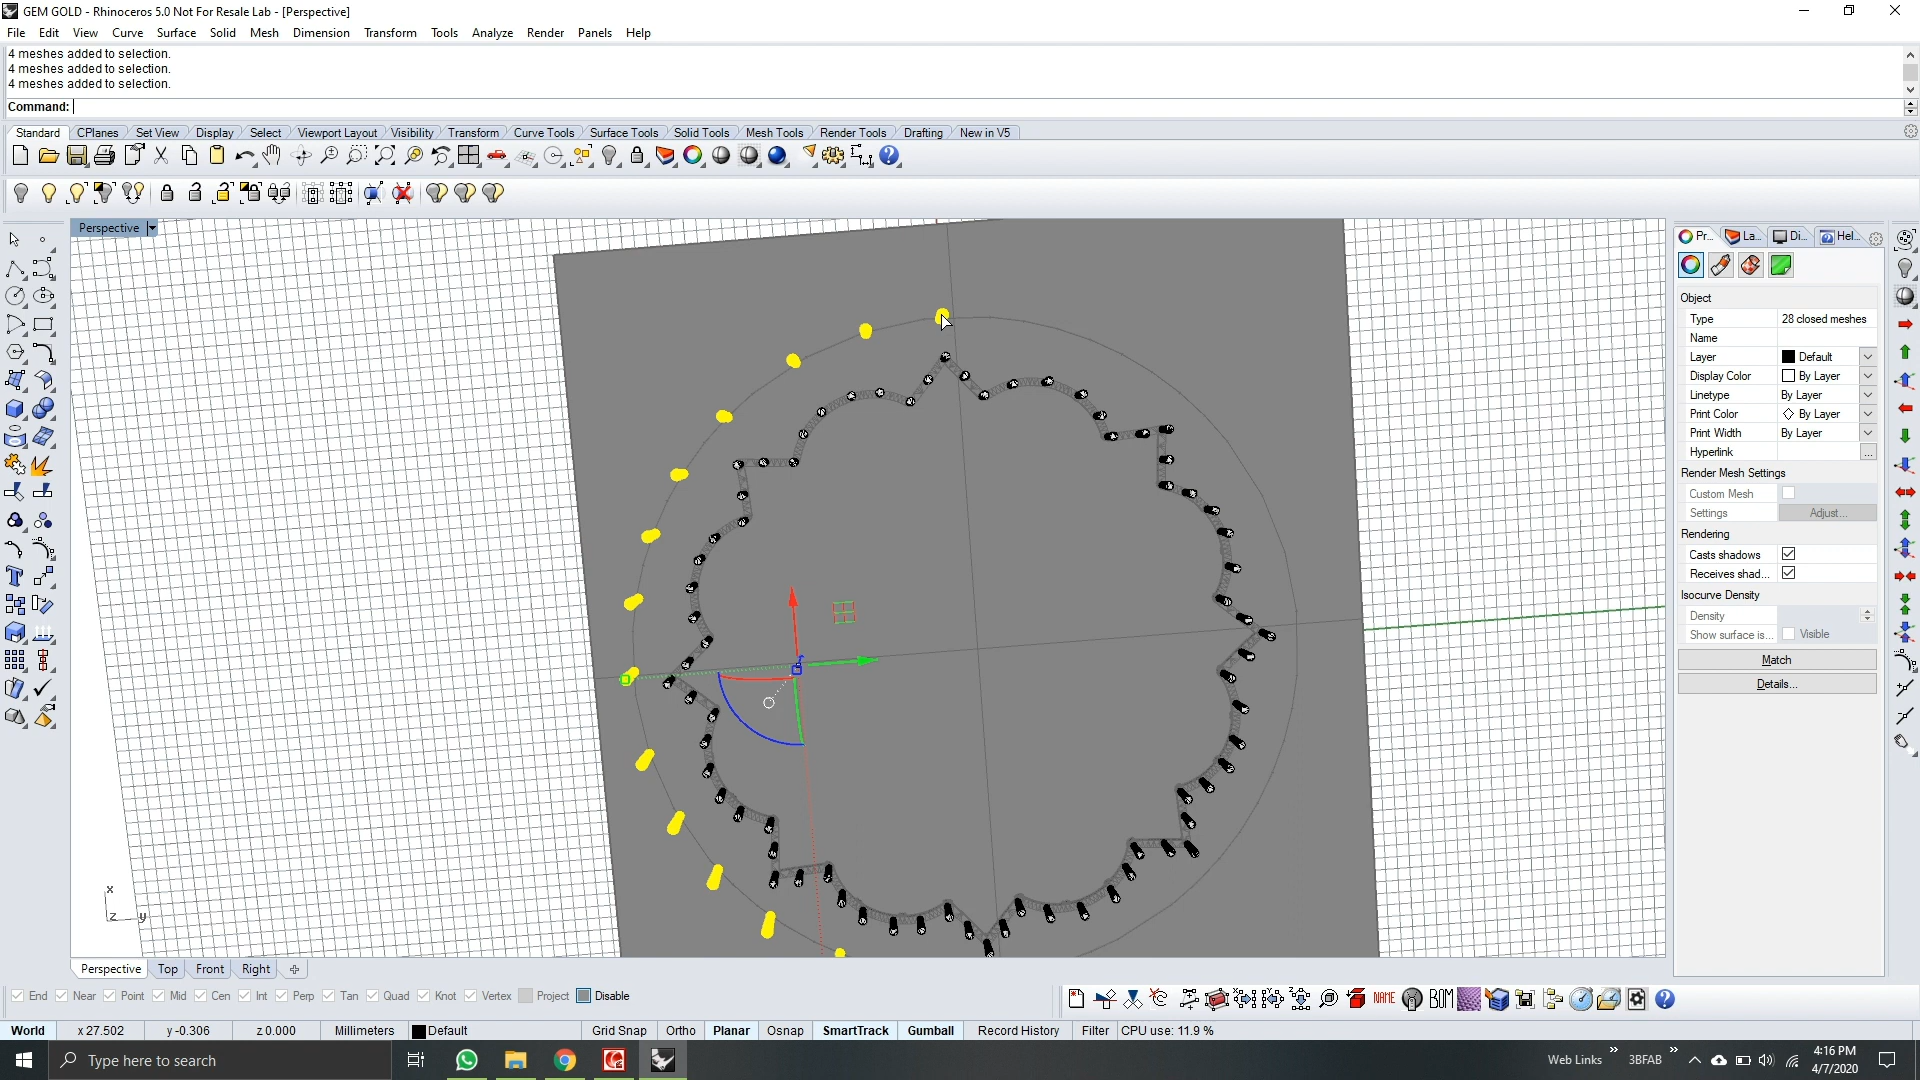 GEM GOLD - Rhinoceros 5.0 Not For Resale Lab - [Perspective]
File Edit View Curve Surface Solid Mesh Dimension Transform Tools Analyze Render Panels Help
4 meshes added to selection.
4 meshes added to selection.
4 meshes added to selection.
Command:
Standard CPlanes Set View Display Select Viewport Layout Visibility Transform Curve Tools Surface Tools Solid Tools Mesh Tools Render Tools Drafting New in V5
Perspective
Pr... La... Di... Hel...
Object
Type 28 closed meshes
Name
Layer Default
Display Color By Layer
Linetype By Layer
Print Color By Layer
Print Width By Layer
Hyperlink ...
Render Mesh Settings
Custom Mesh
Settings Adjust...
Rendering
Casts shadows
Receives shad...
Isocurve Density
Density
Show surface is... Visible
Match
Details...
x
z y
Perspective Top Front Right
End Near Point Mid Cen Int Perp Tan Quad Knot Vertex Project Disable
NAME BOM
World x 27.502 y -0.306 z 0.000 Millimeters Default Grid Snap Ortho Planar Osnap SmartTrack Gumball Record History Filter CPU use: 11.9 %
Type here to search
Web Links » 3BFAB »
4:16 PM
4/7/2020